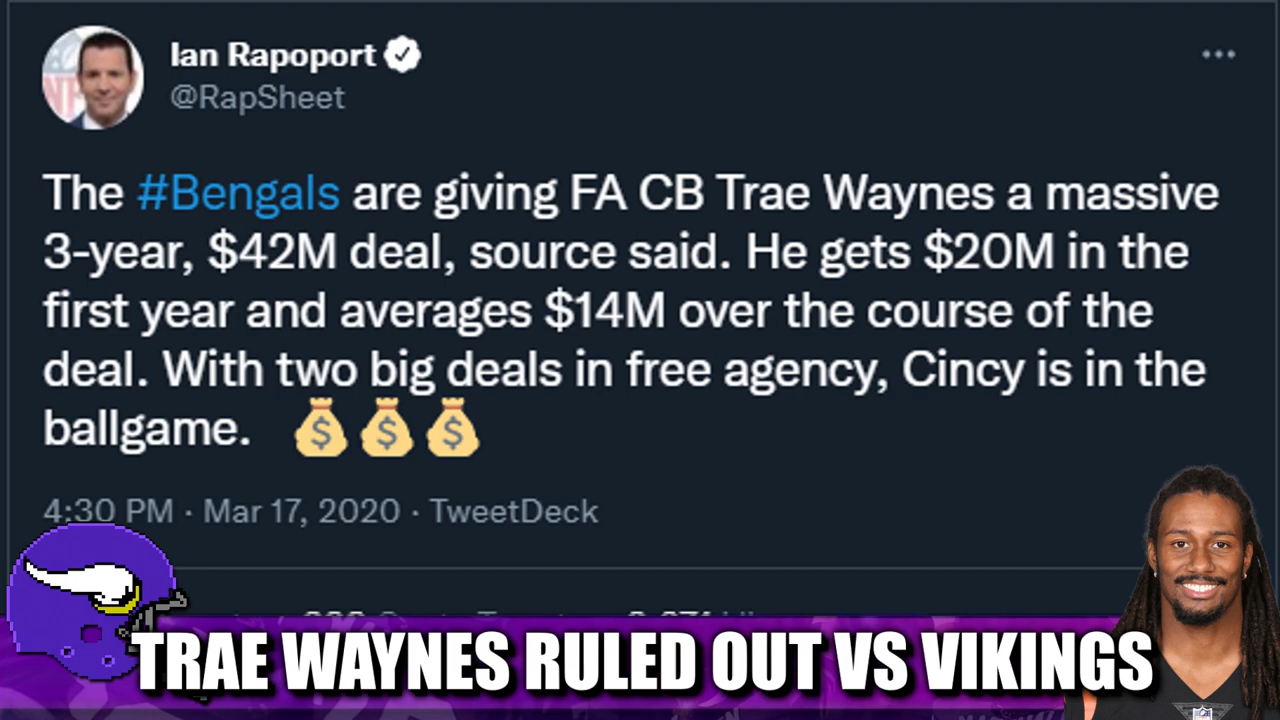 Ian Rapoport
@RapSheet
The #Bengals are giving FA CB Trae Waynes a massive
3-year, $42M deal, source said. He gets $20M in the
first year and averages $14M over the course of the
deal. With two big deals in free agency, Cincy is in the
ballgame. 💰💰💰
4:30 PM · Mar 17, 2020 · TweetDeck
TRAE WAYNES RULED OUT VS VIKINGS